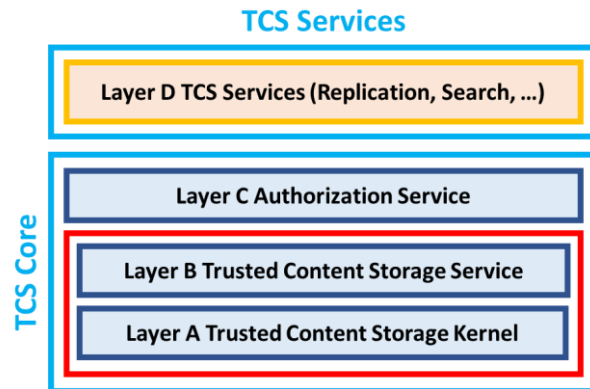 TCS Services
Layer D TCS Services (Replication, Search, ...)
TCS Core
Layer C Authorization Service
Layer B Trusted Content Storage Service
Layer A Trusted Content Storage Kernel